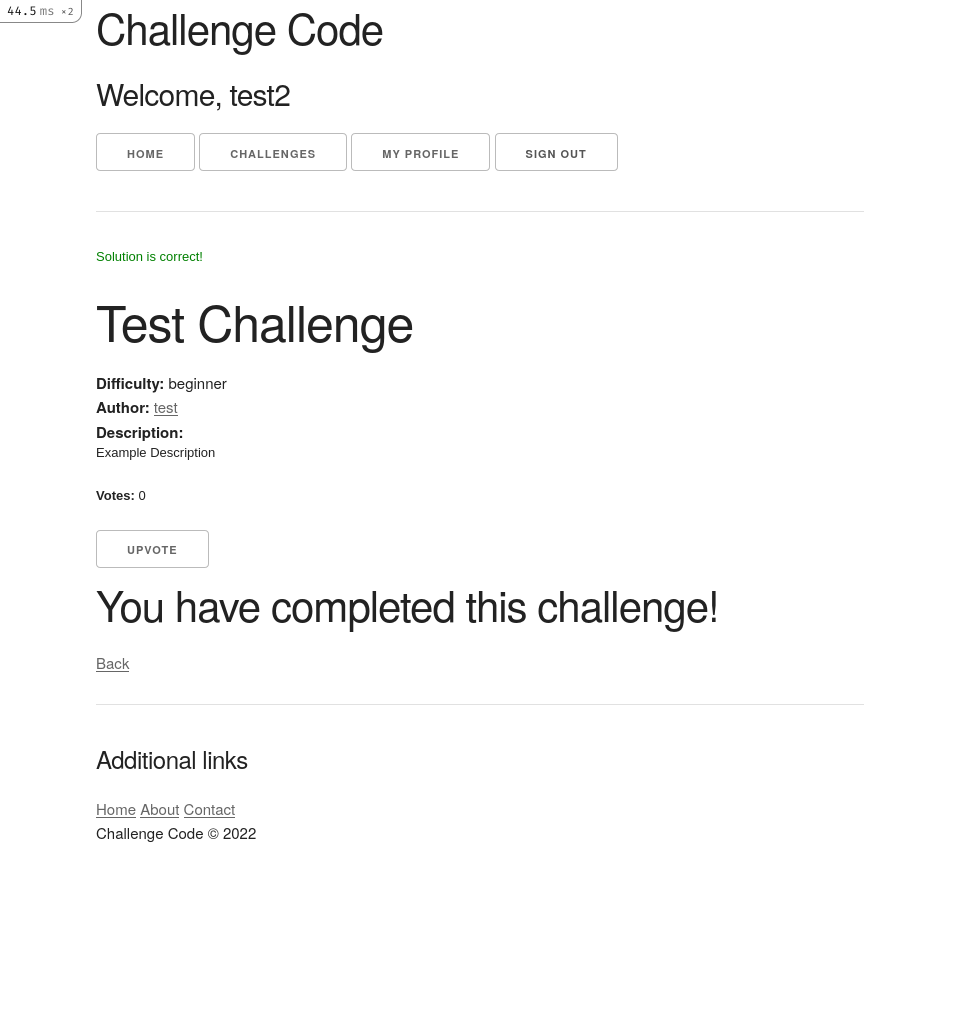 44.5 ms ×2
Challenge Code
Welcome, test2
HOME CHALLENGES MY PROFILE SIGN OUT
Solution is correct!
Test Challenge
Difficulty: beginner
Author: test
Description:
Example Description
Votes: 0
UPVOTE
You have completed this challenge!
Back
Additional links
Home About Contact
Challenge Code © 2022